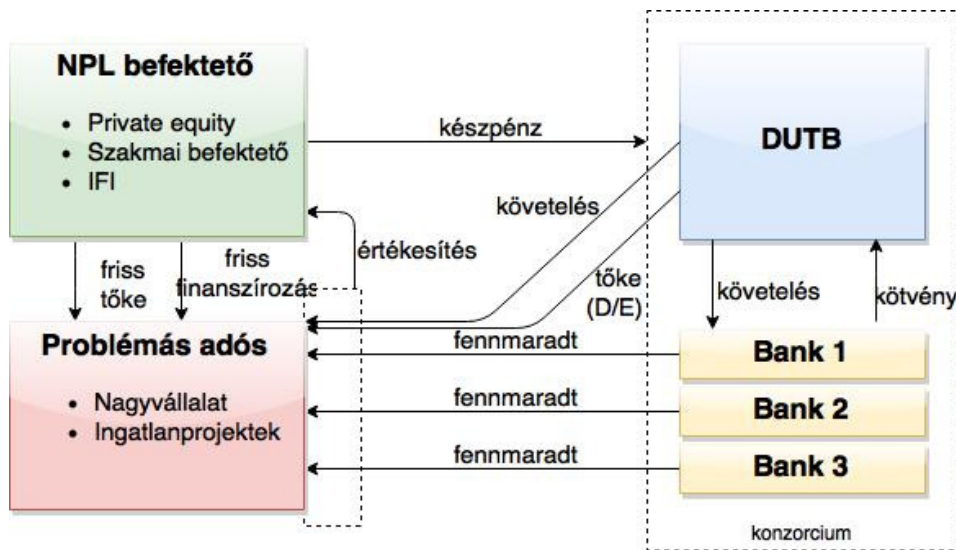 NPL befektető
• Private equity
• Szakmai befektető
• IFI
készpénz
DUTB
követelés
értékesítés
friss
tőke
friss
finanszírozás
tőke
(D/E)
követelés
kötvény
Problémás adós
• Nagyvállalat
• Ingatlanprojektek
fennmaradt
Bank 1
fennmaradt
Bank 2
fennmaradt
Bank 3
konzorcium